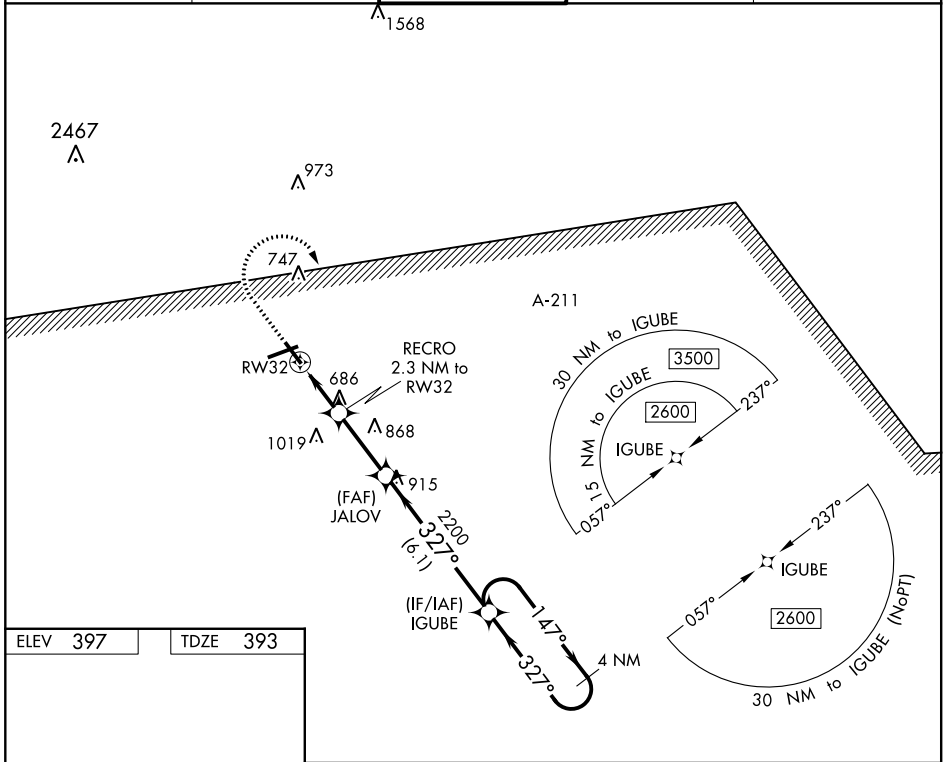 1568
2467
973
747
A-211
RW32
RECRO
2.3 NM to
RW32
686
1019
868
(FAF)
JALOV
915
2200
327°
(6.1)
(IF/IAF)
IGUBE
147°
327°
4 NM
30 NM to IGUBE
3500
15 NM to IGUBE
2600
237°
IGUBE
057°
237°
IGUBE
057°
2600
30 NM to IGUBE (NoPT)
ELEV 397
TDZE 393